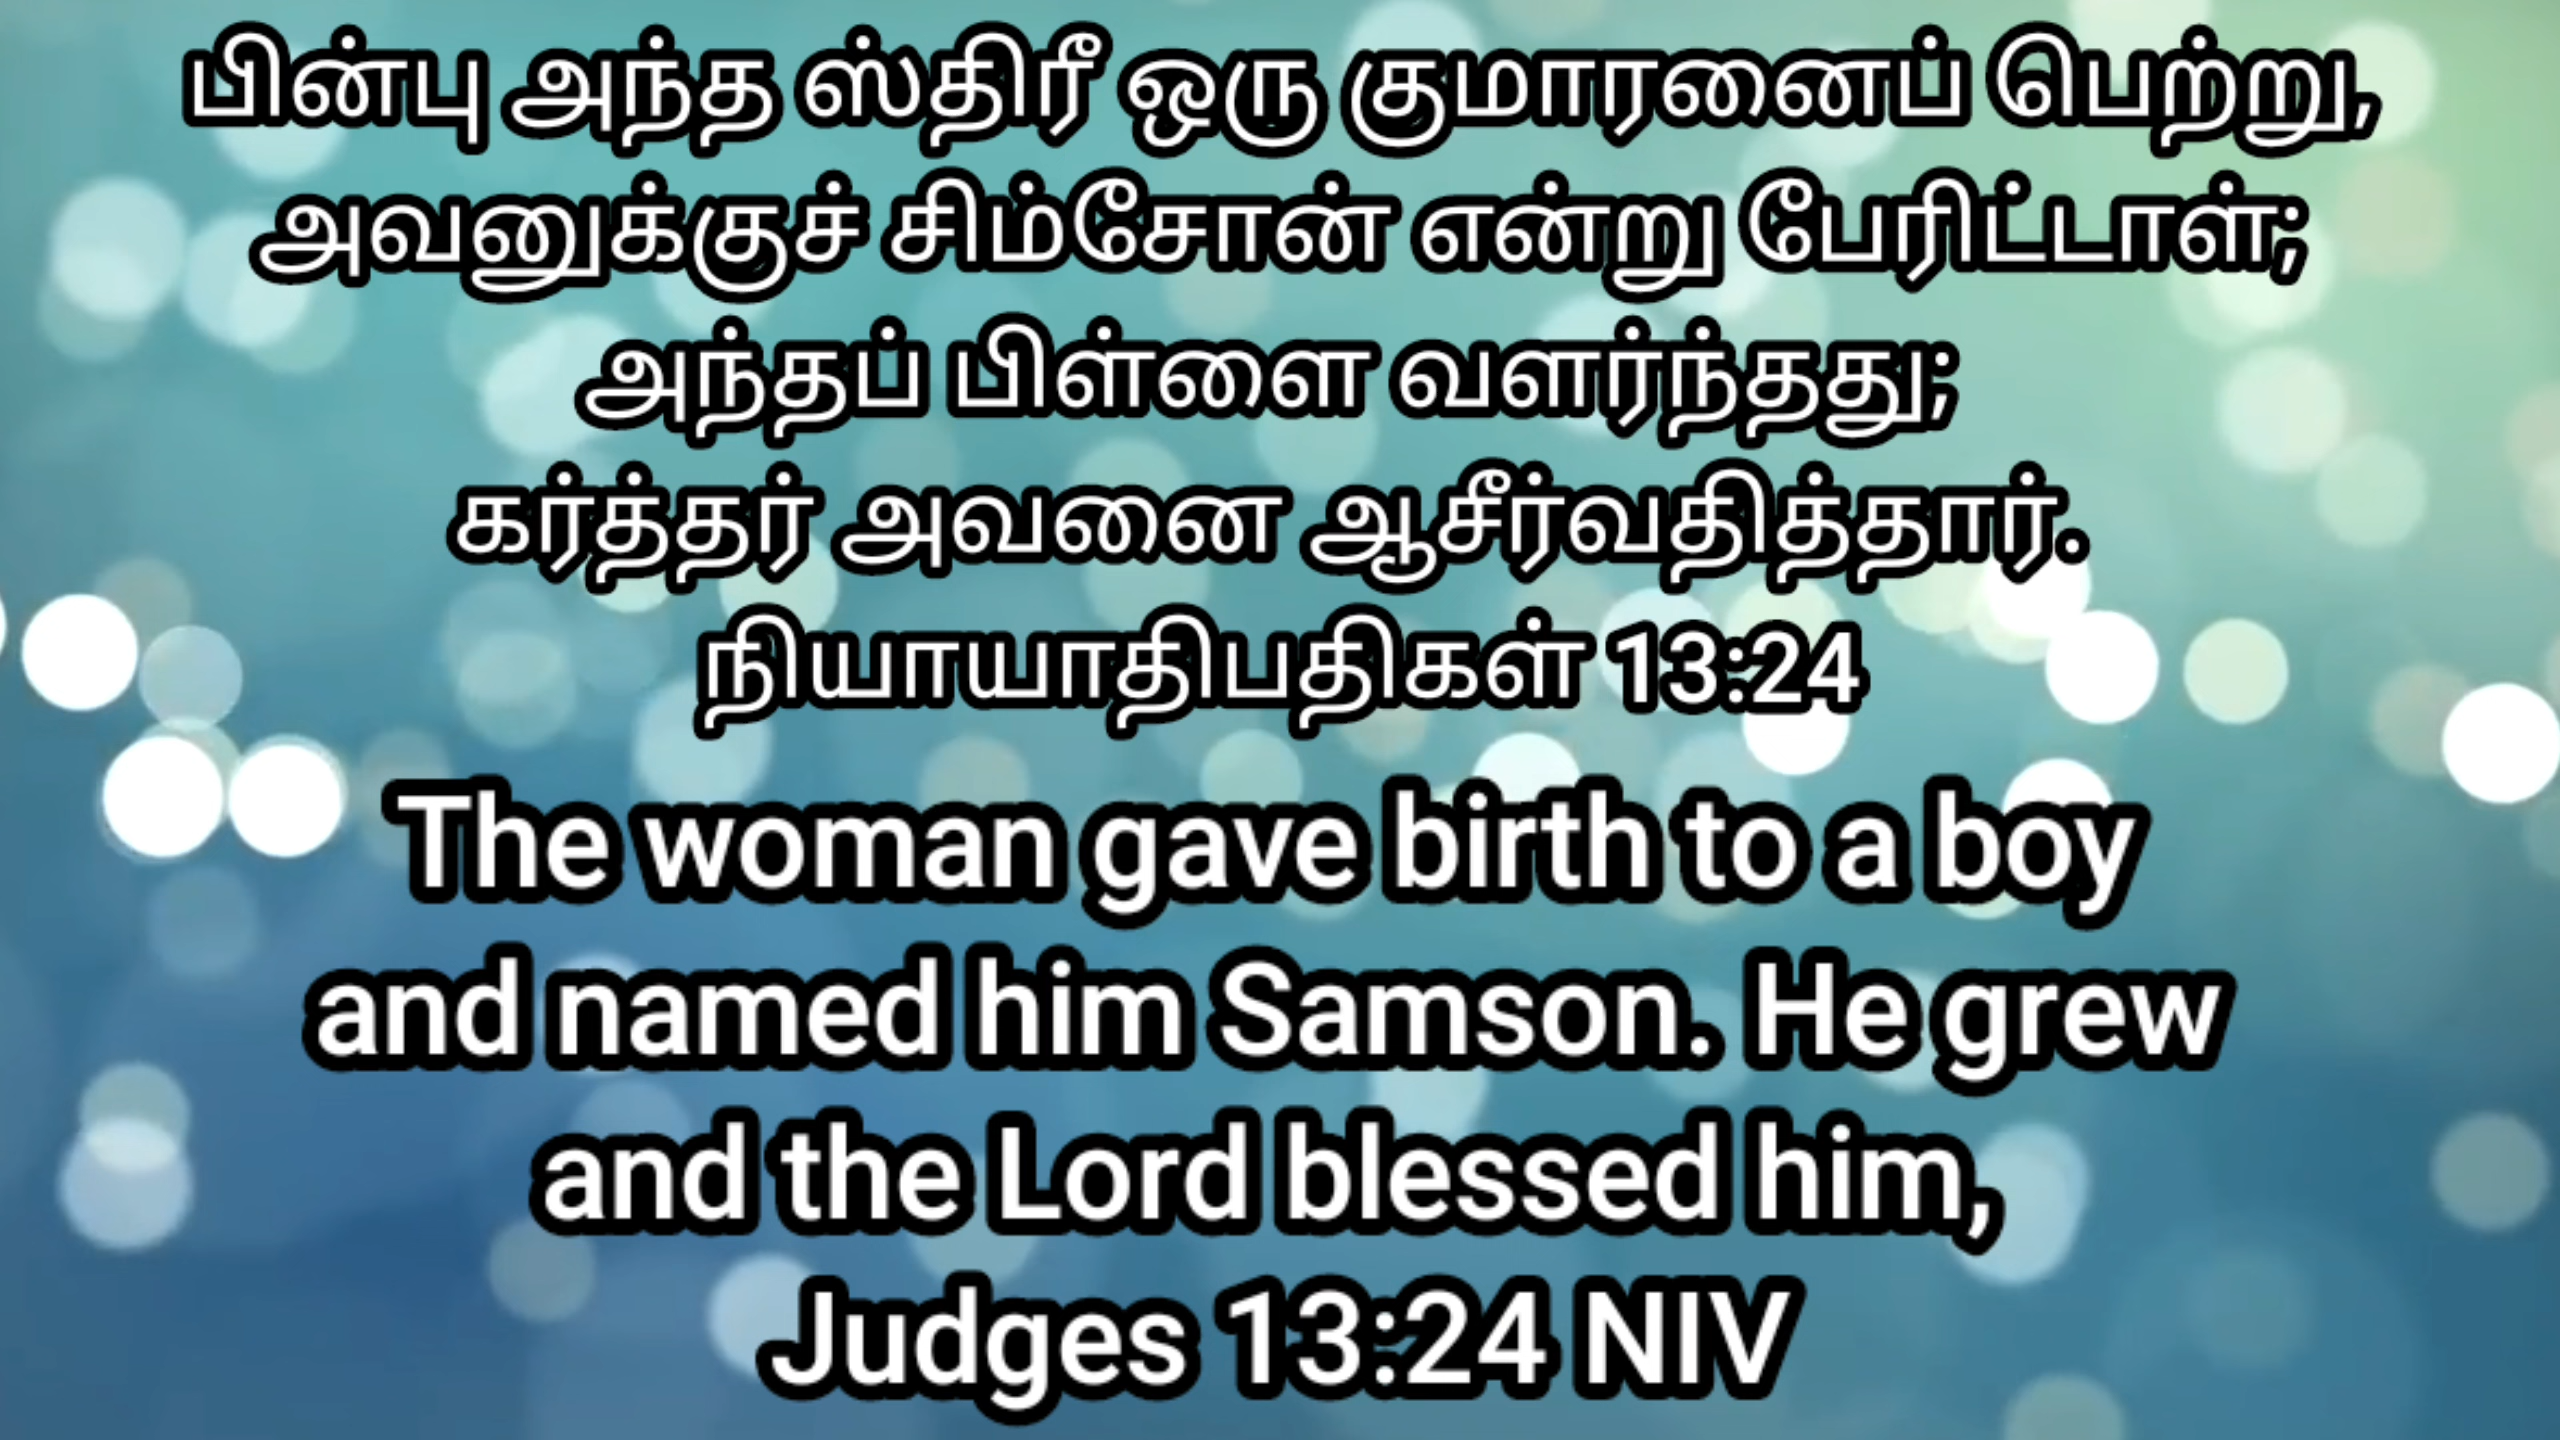 பின்பு அந்த ஸ்திரீ ஒரு குமாரனைப் பெற்று,
அவனுக்குச் சிம்சோன் என்று பேரிட்டாள்;
அந்தப் பிள்ளை வளர்ந்தது;
கர்த்தர் அவனை ஆசீர்வதித்தார்.
நியாயாதிபதிகள் 13:24
The woman gave birth to a boy
and named him Samson. He grew
and the Lord blessed him,
Judges 13:24 NIV